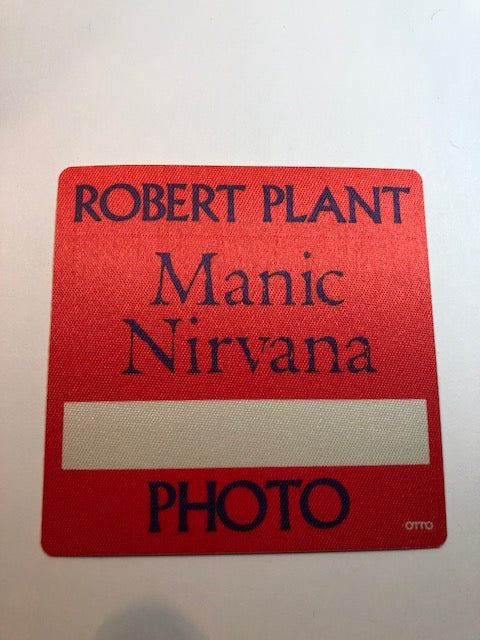 ROBERT PLANT
Manic
Nirvana
PHOTO
OTTO